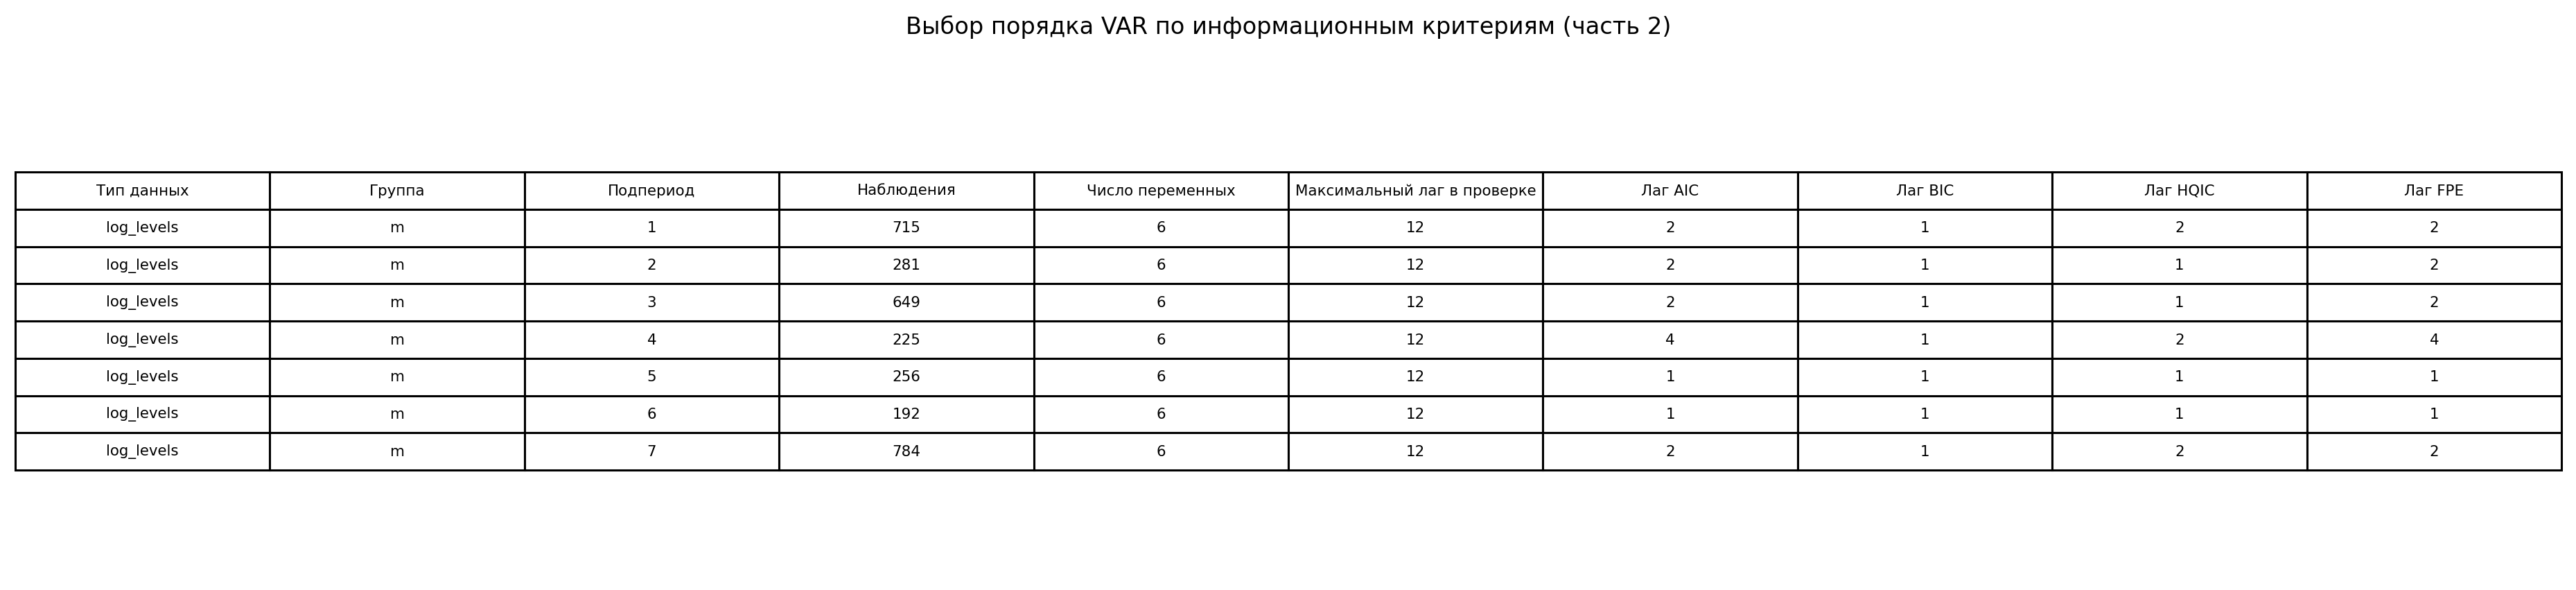 Выбор порядка VAR по информационным критериям (часть 2)
Тип данных Группа Подпериод Наблюдения Число переменных Максимальный лаг в проверке Лаг AIC Лаг BIC Лаг HQIC Лаг FPE
log_levels m 1 715 6 12 2 1 2 2
log_levels m 2 281 6 12 2 1 1 2
log_levels m 3 649 6 12 2 1 1 2
log_levels m 4 225 6 12 4 1 2 4
log_levels m 5 256 6 12 1 1 1 1
log_levels m 6 192 6 12 1 1 1 1
log_levels m 7 784 6 12 2 1 2 2